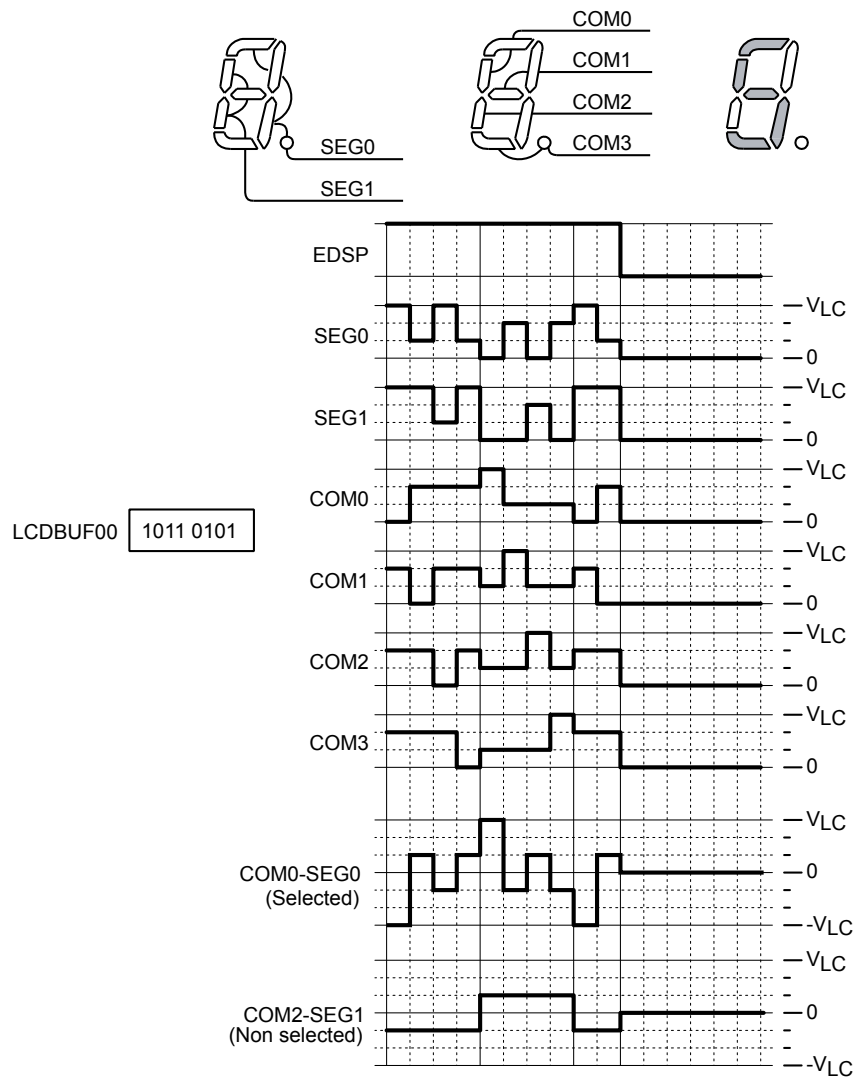 COM0
COM1
COM2
COM3
SEG0
SEG1
EDSP
SEG0
VLC
0
SEG1
VLC
0
COM0
VLC
0
LCDBUF00 1011 0101
COM1
VLC
0
COM2
VLC
0
COM3
VLC
0
COM0-SEG0
(Selected)
VLC
0
-VLC
COM2-SEG1
(Non selected)
VLC
0
-VLC